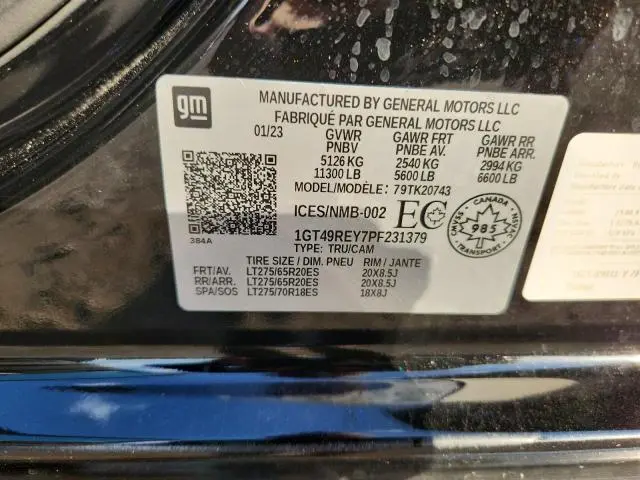 gm
MANUFACTURED BY GENERAL MOTORS LLC
FABRIQUÉ PAR GENERAL MOTORS LLC
01/23 GVWR GAWR FRT GAWR RR
PNBV PNBE AV. PNBE ARR.
5126 KG 2540 KG 2994 KG
11300 LB 5600 LB 6600 LB
MODEL/MODÈLE: 79TK20743
ICES/NMB-002 EC
CANADA 985
384A
1GT49REY7PF231379
TYPE: TRU/CAM
TIRE SIZE / DIM. PNEU RIM / JANTE
FRT/AV. LT275/65R20ES 20X8.5J
RR/ARR. LT275/65R20ES 20X8.5J
SPA/SOS LT275/70R18ES 18X8J